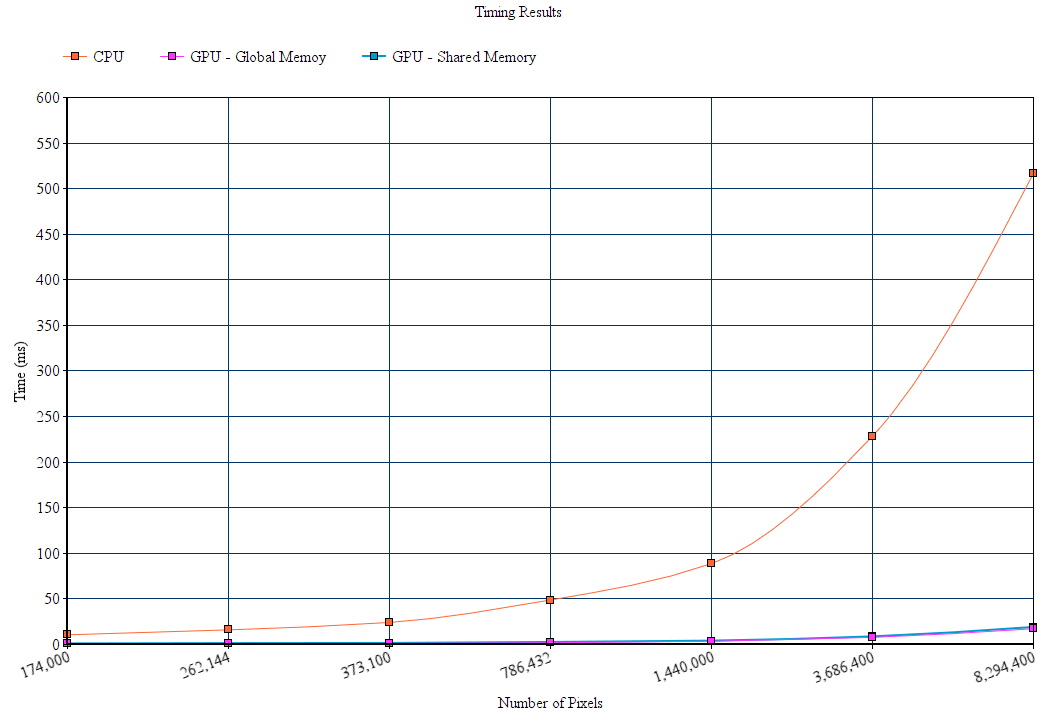 Timing Results
CPU GPU - Global Memoy GPU - Shared Memory
600
550
500
450
400
350
300
250
200
150
100
50
0
Time (ms)
174,000 262,144 373,100 786,432 1,440,000 3,686,400 8,294,400
Number of Pixels